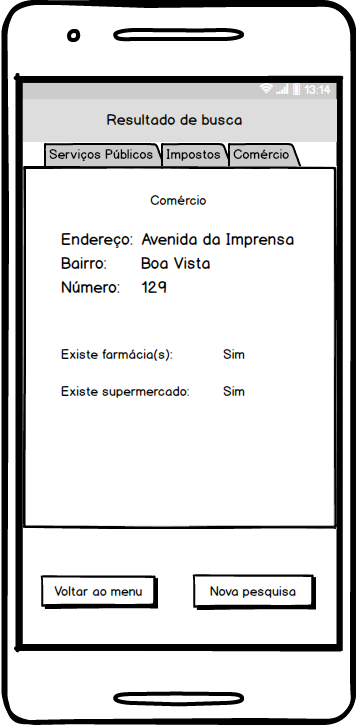 13:14
Resultado de busca
Serviços Públicos Impostos Comércio
Comércio
Endereço: Avenida da Imprensa
Bairro: Boa Vista
Número: 129
Existe farmácia(s): Sim
Existe supermercado: Sim
Voltar ao menu Nova pesquisa